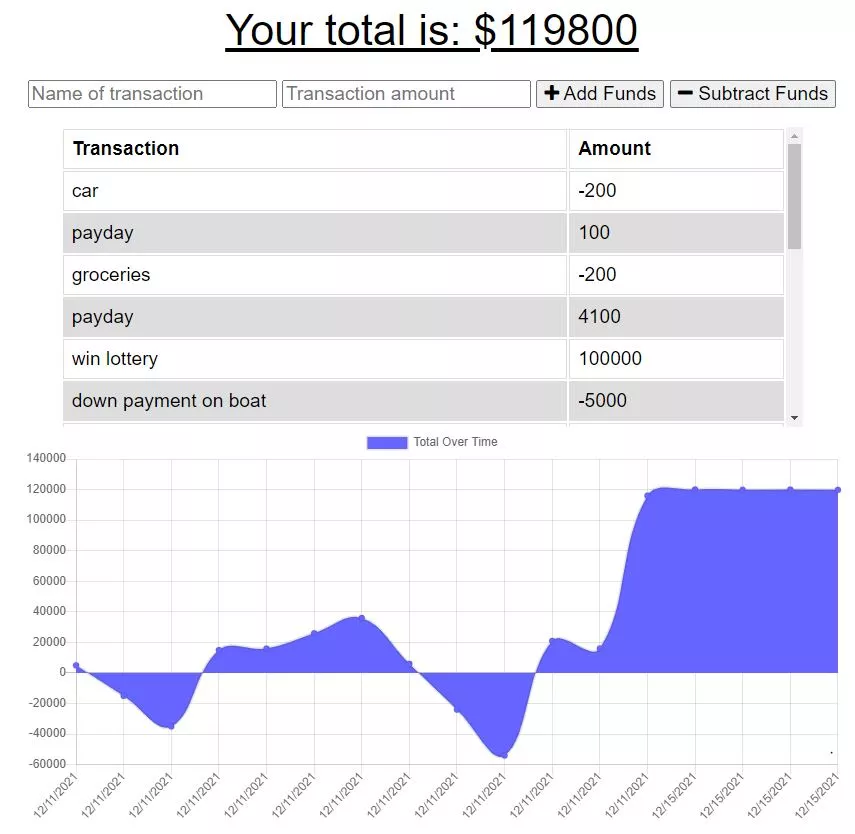 Your total is: $119800
Name of transaction Transaction amount Add Funds Subtract Funds
Transaction Amount
car -200
payday 100
groceries -200
payday 4100
win lottery 100000
down payment on boat -5000
Total Over Time
140000
120000
100000
80000
60000
40000
20000
0
-20000
-40000
-60000
12/11/2021 12/11/2021 12/11/2021 12/11/2021 12/11/2021 12/11/2021 12/11/2021 12/11/2021 12/11/2021 12/11/2021 12/11/2021 12/11/2021 12/11/2021 12/15/2021 12/15/2021 12/15/2021 12/15/2021